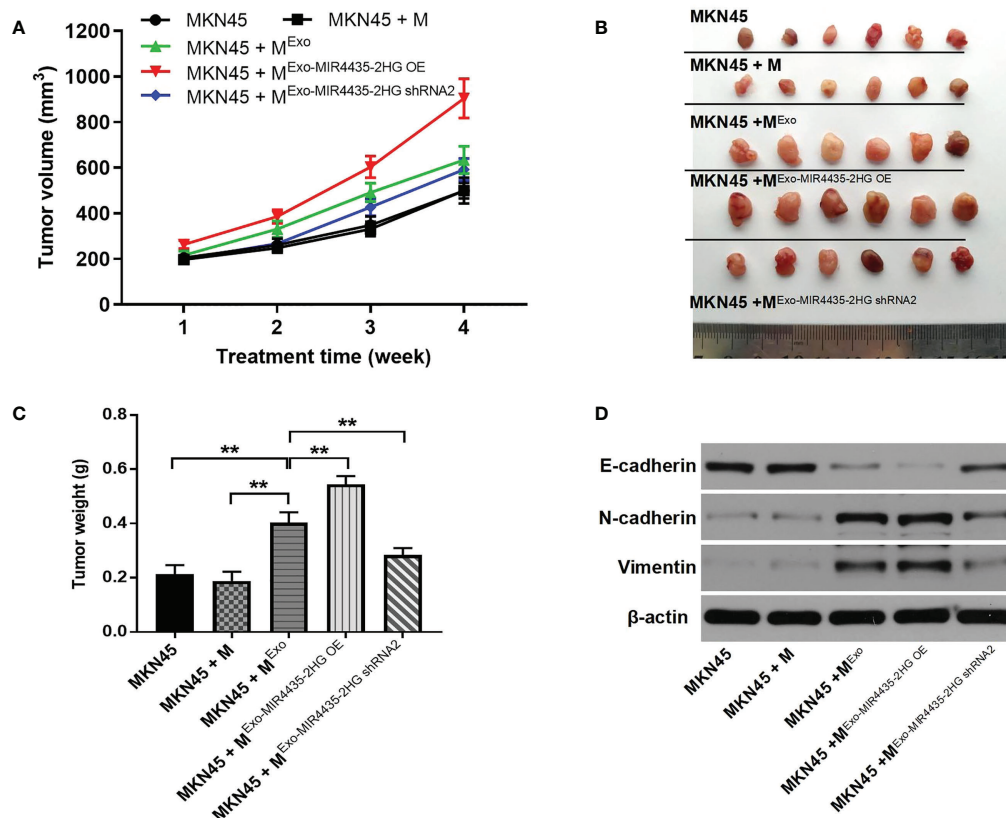 A
MKN45
MKN45 + M
MKN45 + M^Exo
MKN45 + M^Exo-MIR4435-2HG OE
MKN45 + M^Exo-MIR4435-2HG shRNA2
Tumor volume (mm³)
1200
1000
800
600
400
200
0
1 2 3 4
Treatment time (week)
B
MKN45
MKN45 + M
MKN45 +M^Exo
MKN45 +M^Exo-MIR4435-2HG OE
MKN45 +M^Exo-MIR4435-2HG shRNA2
C
Tumor weight (g)
0.8
0.6
0.4
0.2
0.0
**
**
**
**
MKN45
MKN45 + M
MKN45 + M^Exo
MKN45 + M^Exo-MIR4435-2HG OE
MKN45 + M^Exo-MIR4435-2HG shRNA2
D
E-cadherin
N-cadherin
Vimentin
β-actin
MKN45
MKN45 + M
MKN45 +M^Exo
MKN45 +M^Exo-MIR4435-2HG OE
MKN45 +M^Exo-MIR4435-2HG shRNA2